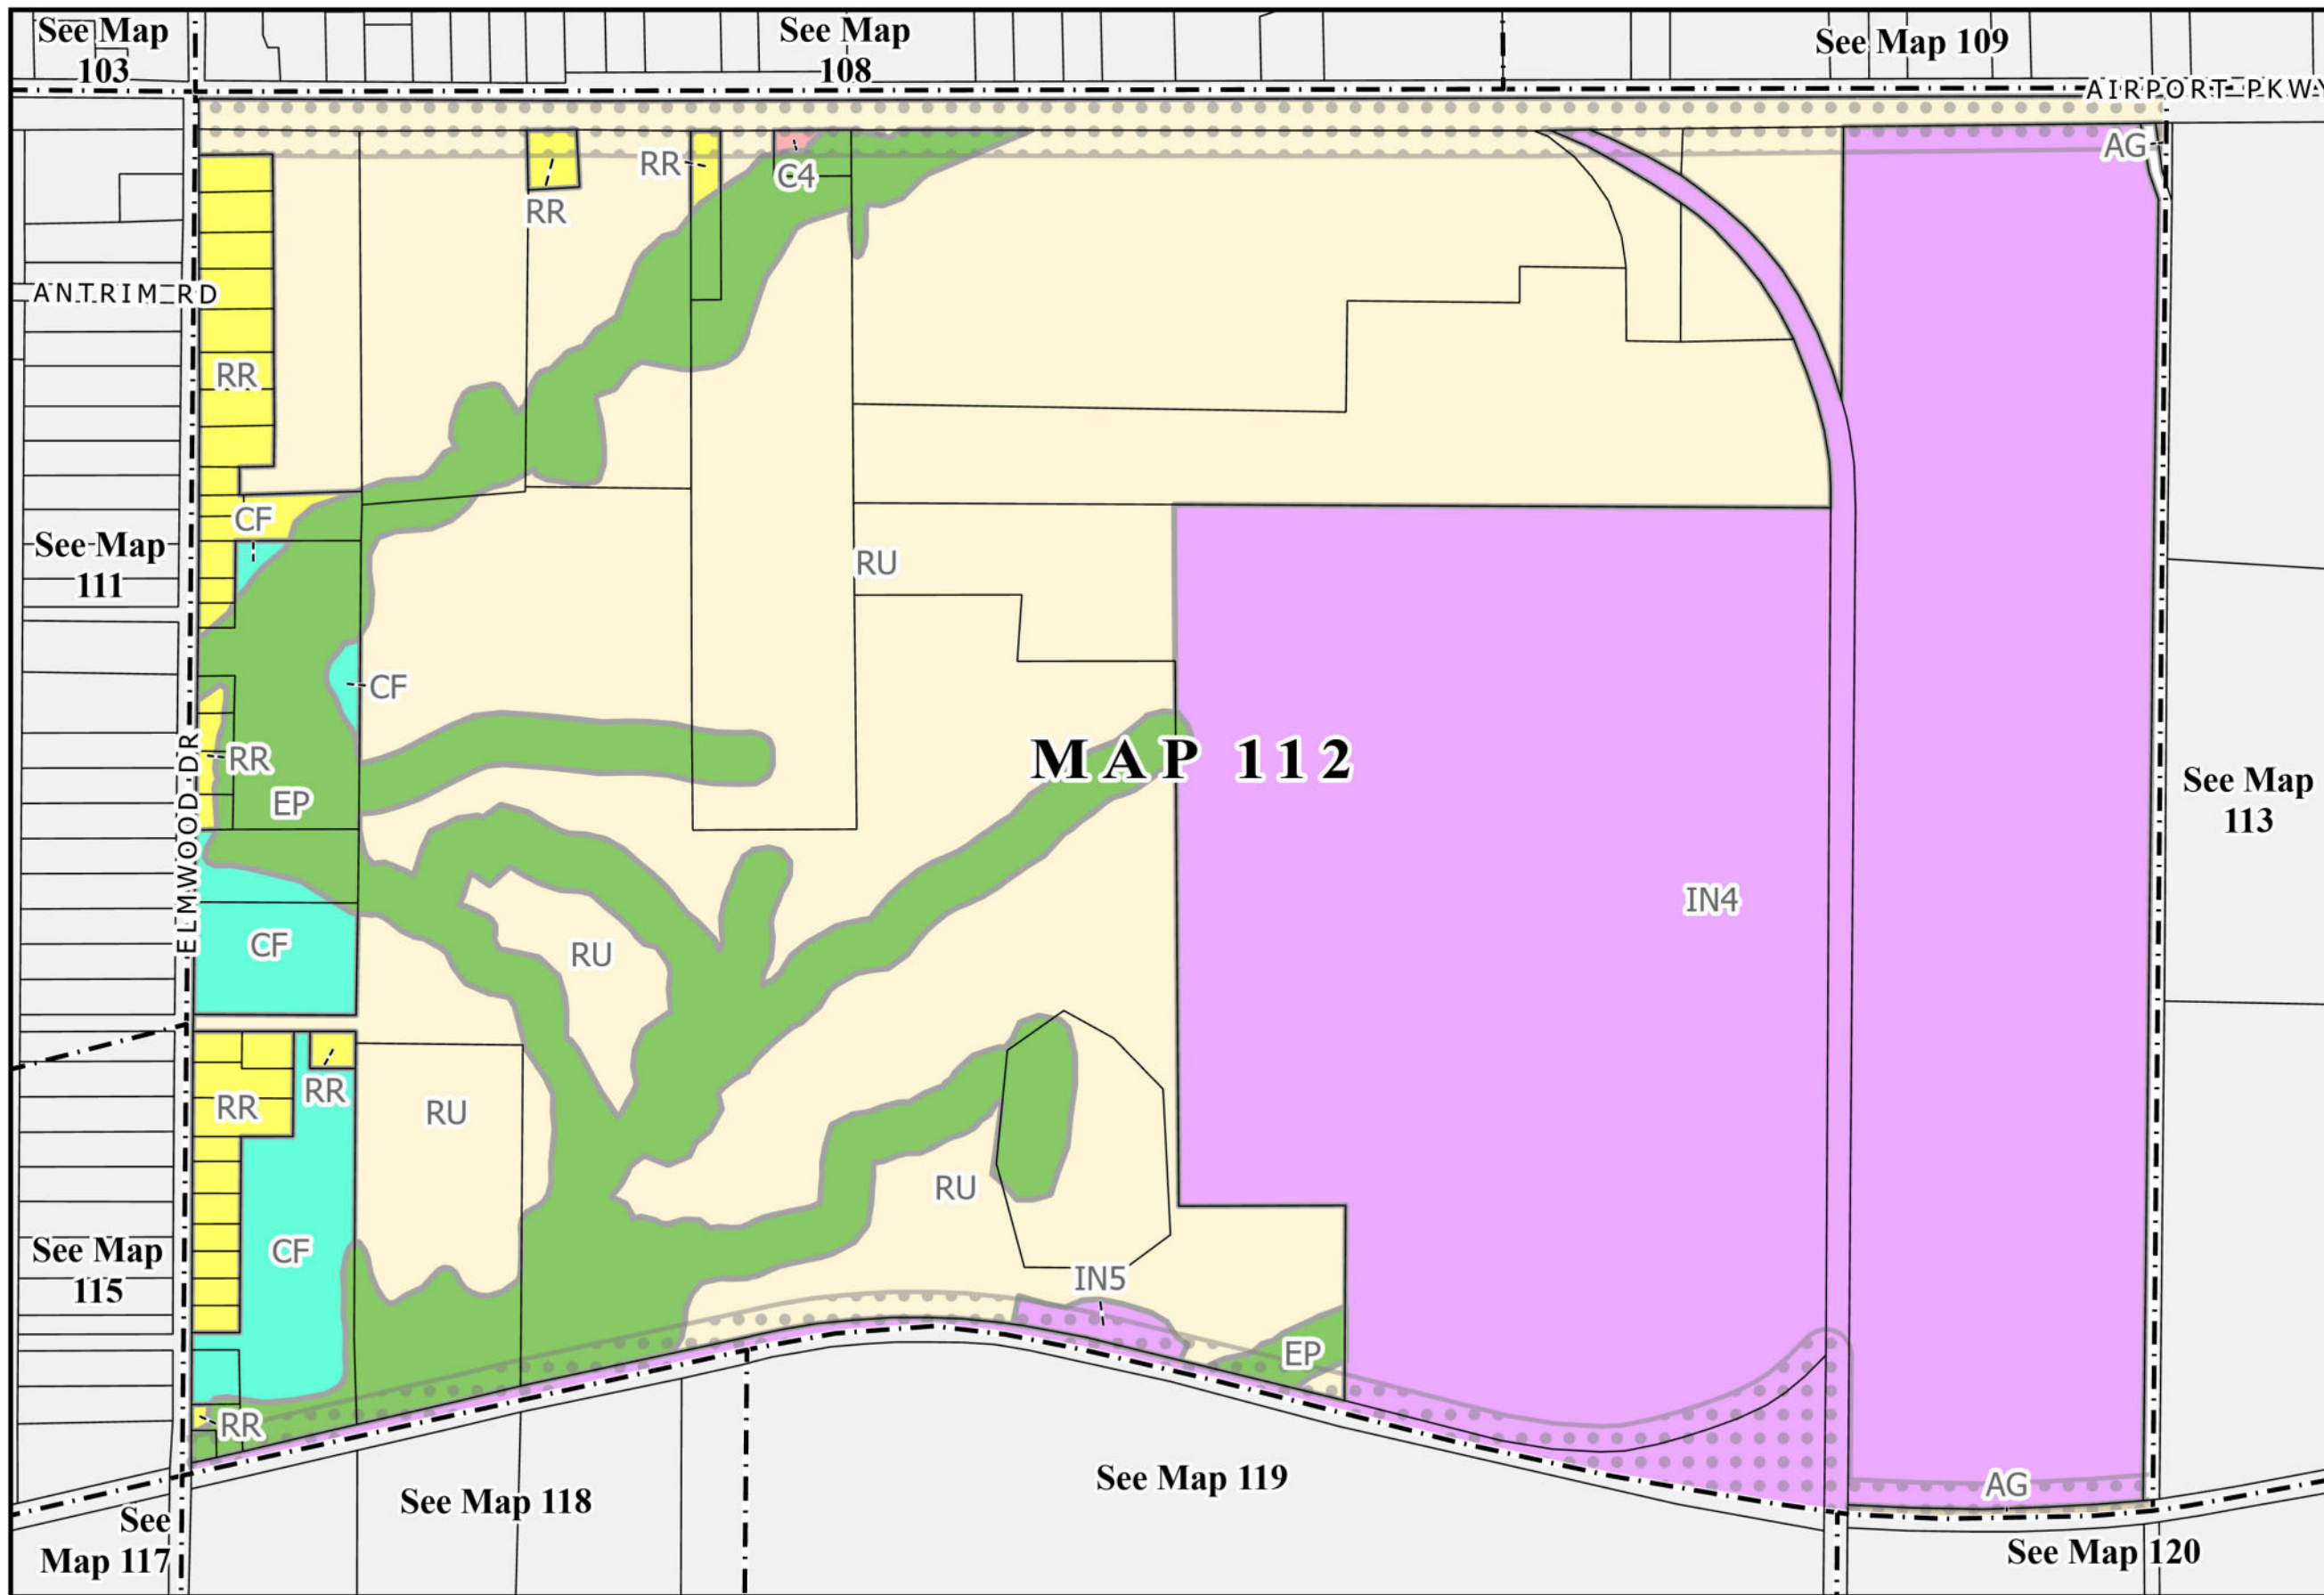 See Map
103
See Map
108
See Map 109
AIRPORT PKWY
AG
RR
RR
C4
ANTRIM RD
RR
CF
See Map
111
RU
CF
ELMWOOD DR
RR
EP
MAP 112
See Map
113
IN4
CF
RU
RR
RR
RU
RU
See Map
115
CF
IN5
EP
RR
AG
See Map 119
See Map 118
See
Map 117
See Map 120